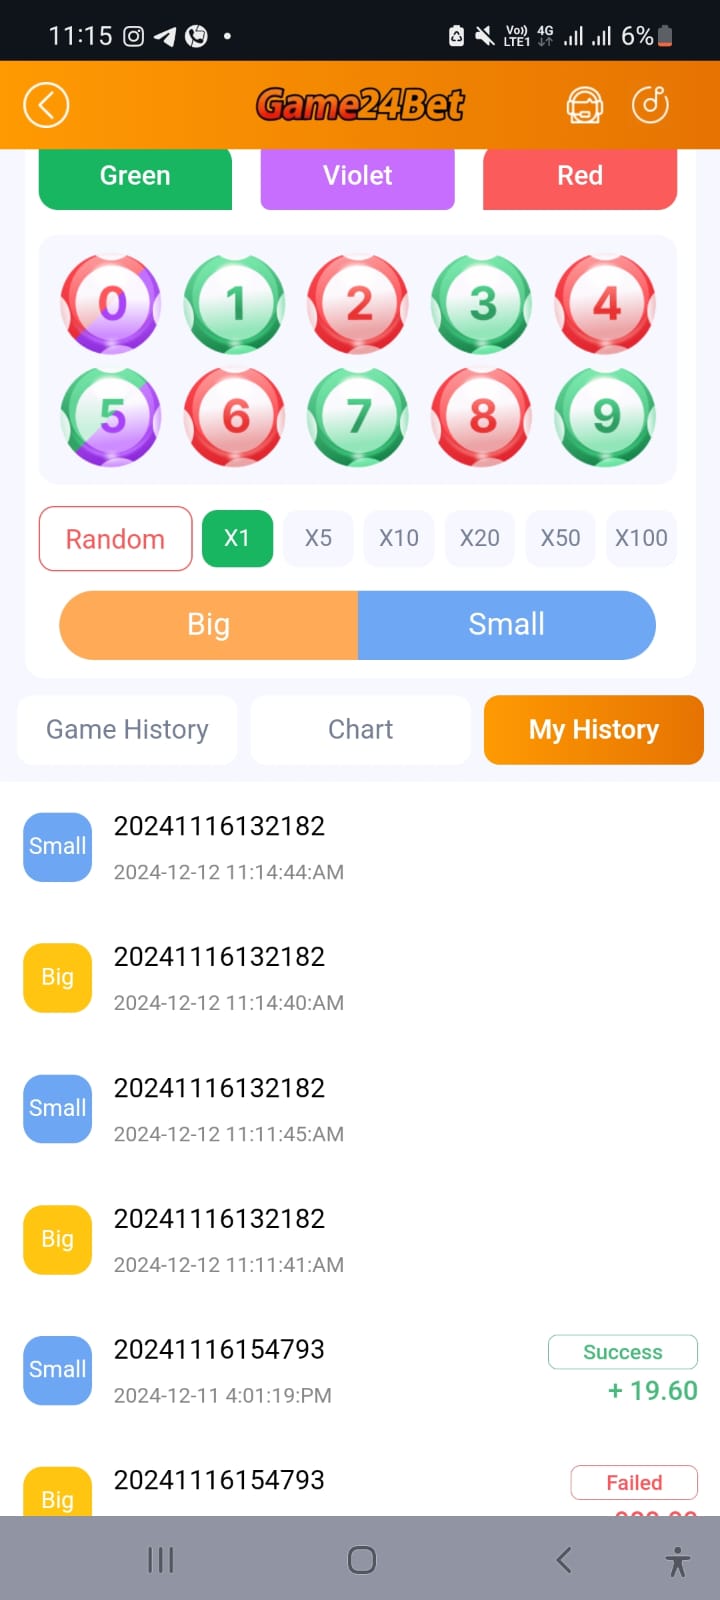 11:15 Vo)) LTE1 4G 6%
Game24Bet
Green Violet Red
0 1 2 3 4
5 6 7 8 9
Random X1 X5 X10 X20 X50 X100
Big Small
Game History Chart My History
Small 20241116132182
2024-12-12 11:14:44:AM
Big 20241116132182
2024-12-12 11:14:40:AM
Small 20241116132182
2024-12-12 11:11:45:AM
Big 20241116132182
2024-12-12 11:11:41:AM
Small 20241116154793 Success
2024-12-11 4:01:19:PM + 19.60
Big 20241116154793 Failed